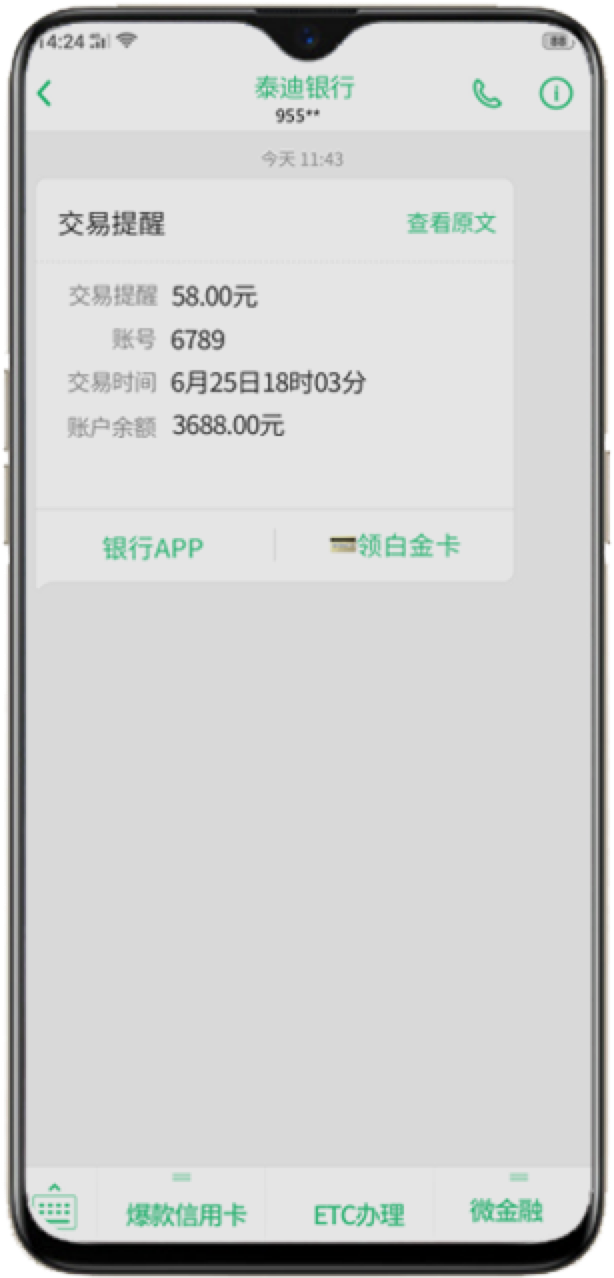 14:24
88
泰迪银行
955**
今天 11:43
交易提醒 查看原文
交易提醒 58.00元
账号 6789
交易时间 6月25日18时03分
账户余额 3688.00元
银行APP 领白金卡
爆款信用卡 ETC办理 微金融